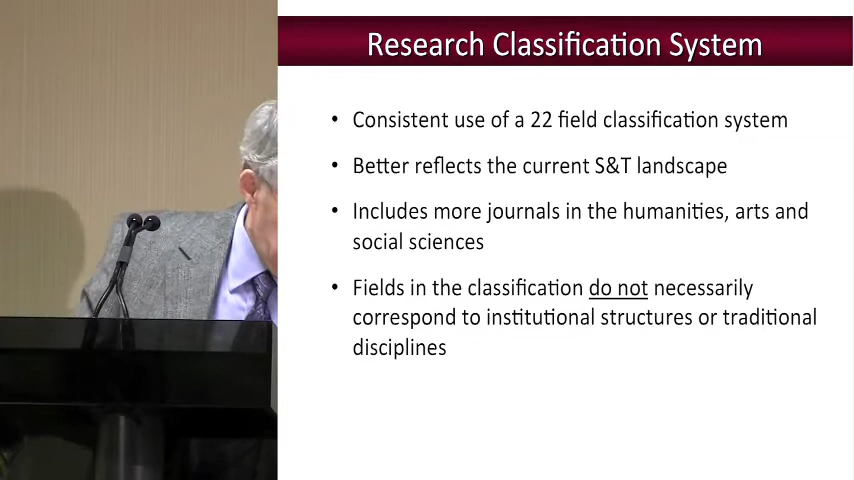 Research Classification System
• Consistent use of a 22 field classification system
• Better reflects the current S&T landscape
• Includes more journals in the humanities, arts and
social sciences
• Fields in the classification do not necessarily
correspond to institutional structures or traditional
disciplines